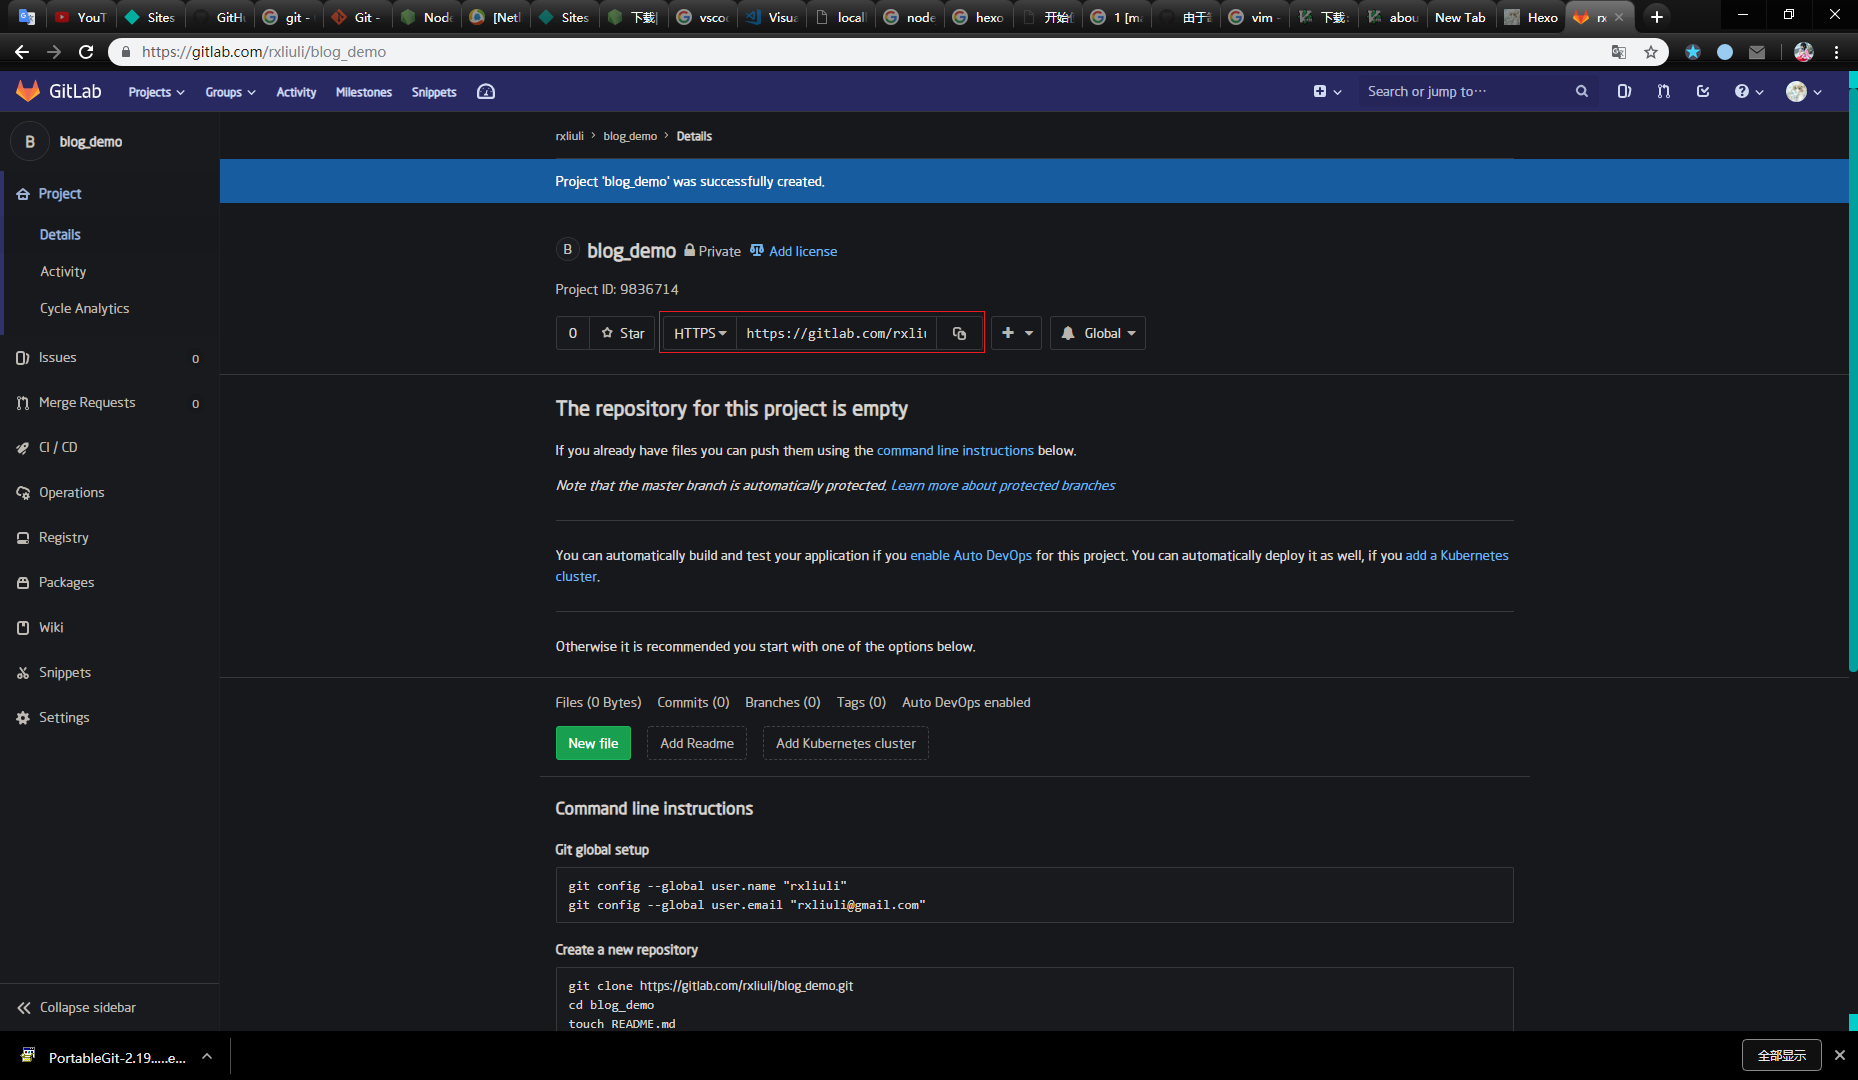 YouT
Sites
GitHu
git -
Git -
Node
[Netl
Sites
下载
vsco
Visua
locall
node
hexo
开始使
1 [ma
由于
vim -
下载
abou
New Tab
Hexo
rx
https://gitlab.com/rxliuli/blog_demo
GitLab
Projects
Groups
Activity
Milestones
Snippets
Search or jump to…
B
blog_demo
Project
Details
Activity
Cycle Analytics
Issues 0
Merge Requests 0
CI / CD
Operations
Registry
Packages
Wiki
Snippets
Settings
Collapse sidebar
rxliuli > blog_demo > Details
Project 'blog_demo' was successfully created.
B blog_demo Private Add license
Project ID: 9836714
0 Star HTTPS https://gitlab.com/rxliu Global
The repository for this project is empty
If you already have files you can push them using the command line instructions below.
Note that the master branch is automatically protected. Learn more about protected branches
You can automatically build and test your application if you enable Auto DevOps for this project. You can automatically deploy it as well, if you add a Kubernetes
cluster.
Otherwise it is recommended you start with one of the options below.
Files (0 Bytes) Commits (0) Branches (0) Tags (0) Auto DevOps enabled
New file Add Readme Add Kubernetes cluster
Command line instructions
Git global setup
git config --global user.name "rxliuli"
git config --global user.email "rxliuli@gmail.com"
Create a new repository
git clone https://gitlab.com/rxliuli/blog_demo.git
cd blog_demo
touch README.md
PortableGit-2.19.....e...
全部显示